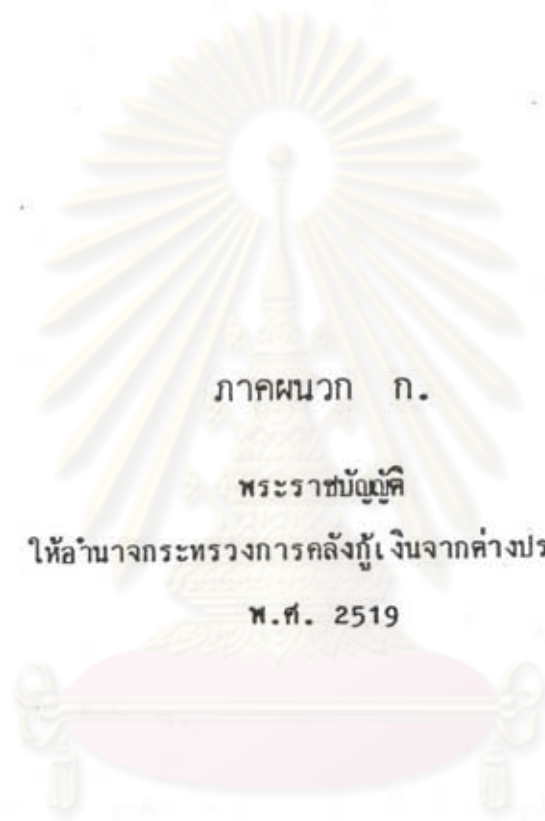 ภาคผนวก ก.
พระราชบัญญัติ
ให้อำนาจกระทรวงการคลังกู้เงินจากต่างปร
พ.ศ. 2519